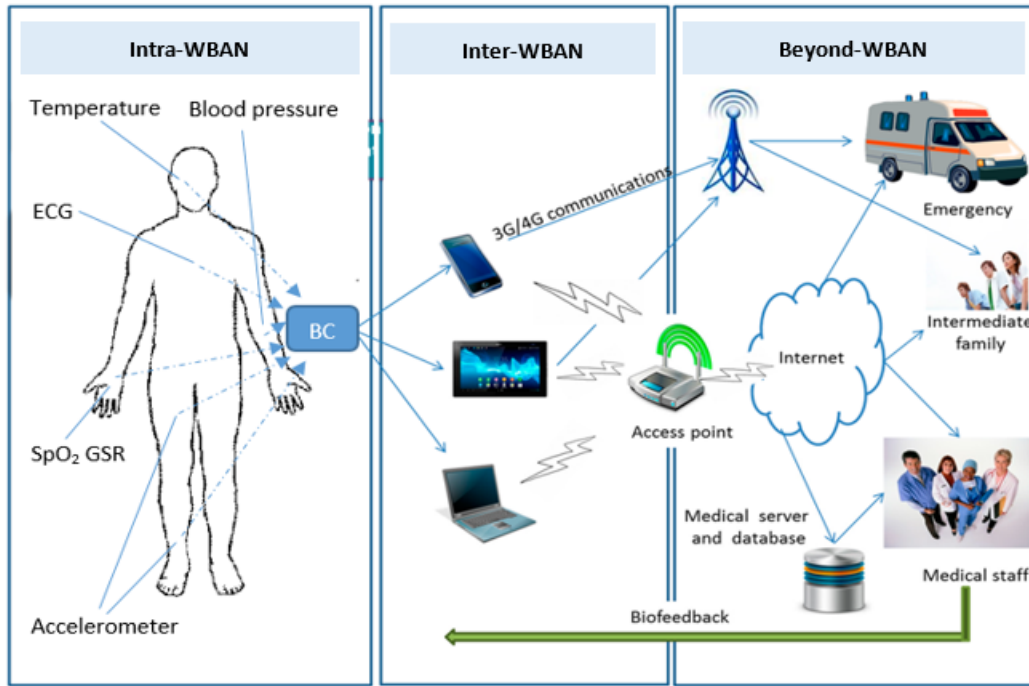 Intra-WBAN
Inter-WBAN
Beyond-WBAN
Temperature
Blood pressure
ECG
BC
SpO₂ GSR
Accelerometer
3G/4G communications
Access point
Internet
Emergency
Intermediate
family
Medical server
and database
Medical staff
Biofeedback